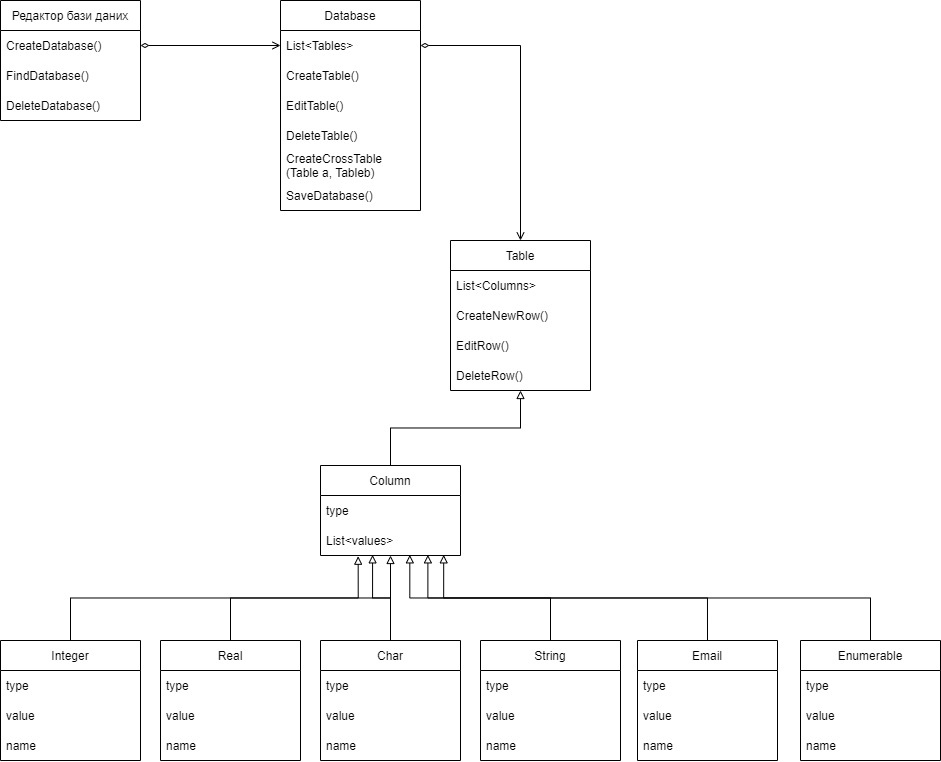 Редактор бази даних
CreateDatabase()
FindDatabase()
DeleteDatabase()
Database
List<Tables>
CreateTable()
EditTable()
DeleteTable()
CreateCrossTable
(Table a, Tableb)
SaveDatabase()
Table
List<Columns>
CreateNewRow()
EditRow()
DeleteRow()
Column
type
List<values>
Integer
type
value
name
Real
type
value
name
Char
type
value
name
String
type
value
name
Email
type
value
name
Enumerable
type
value
name